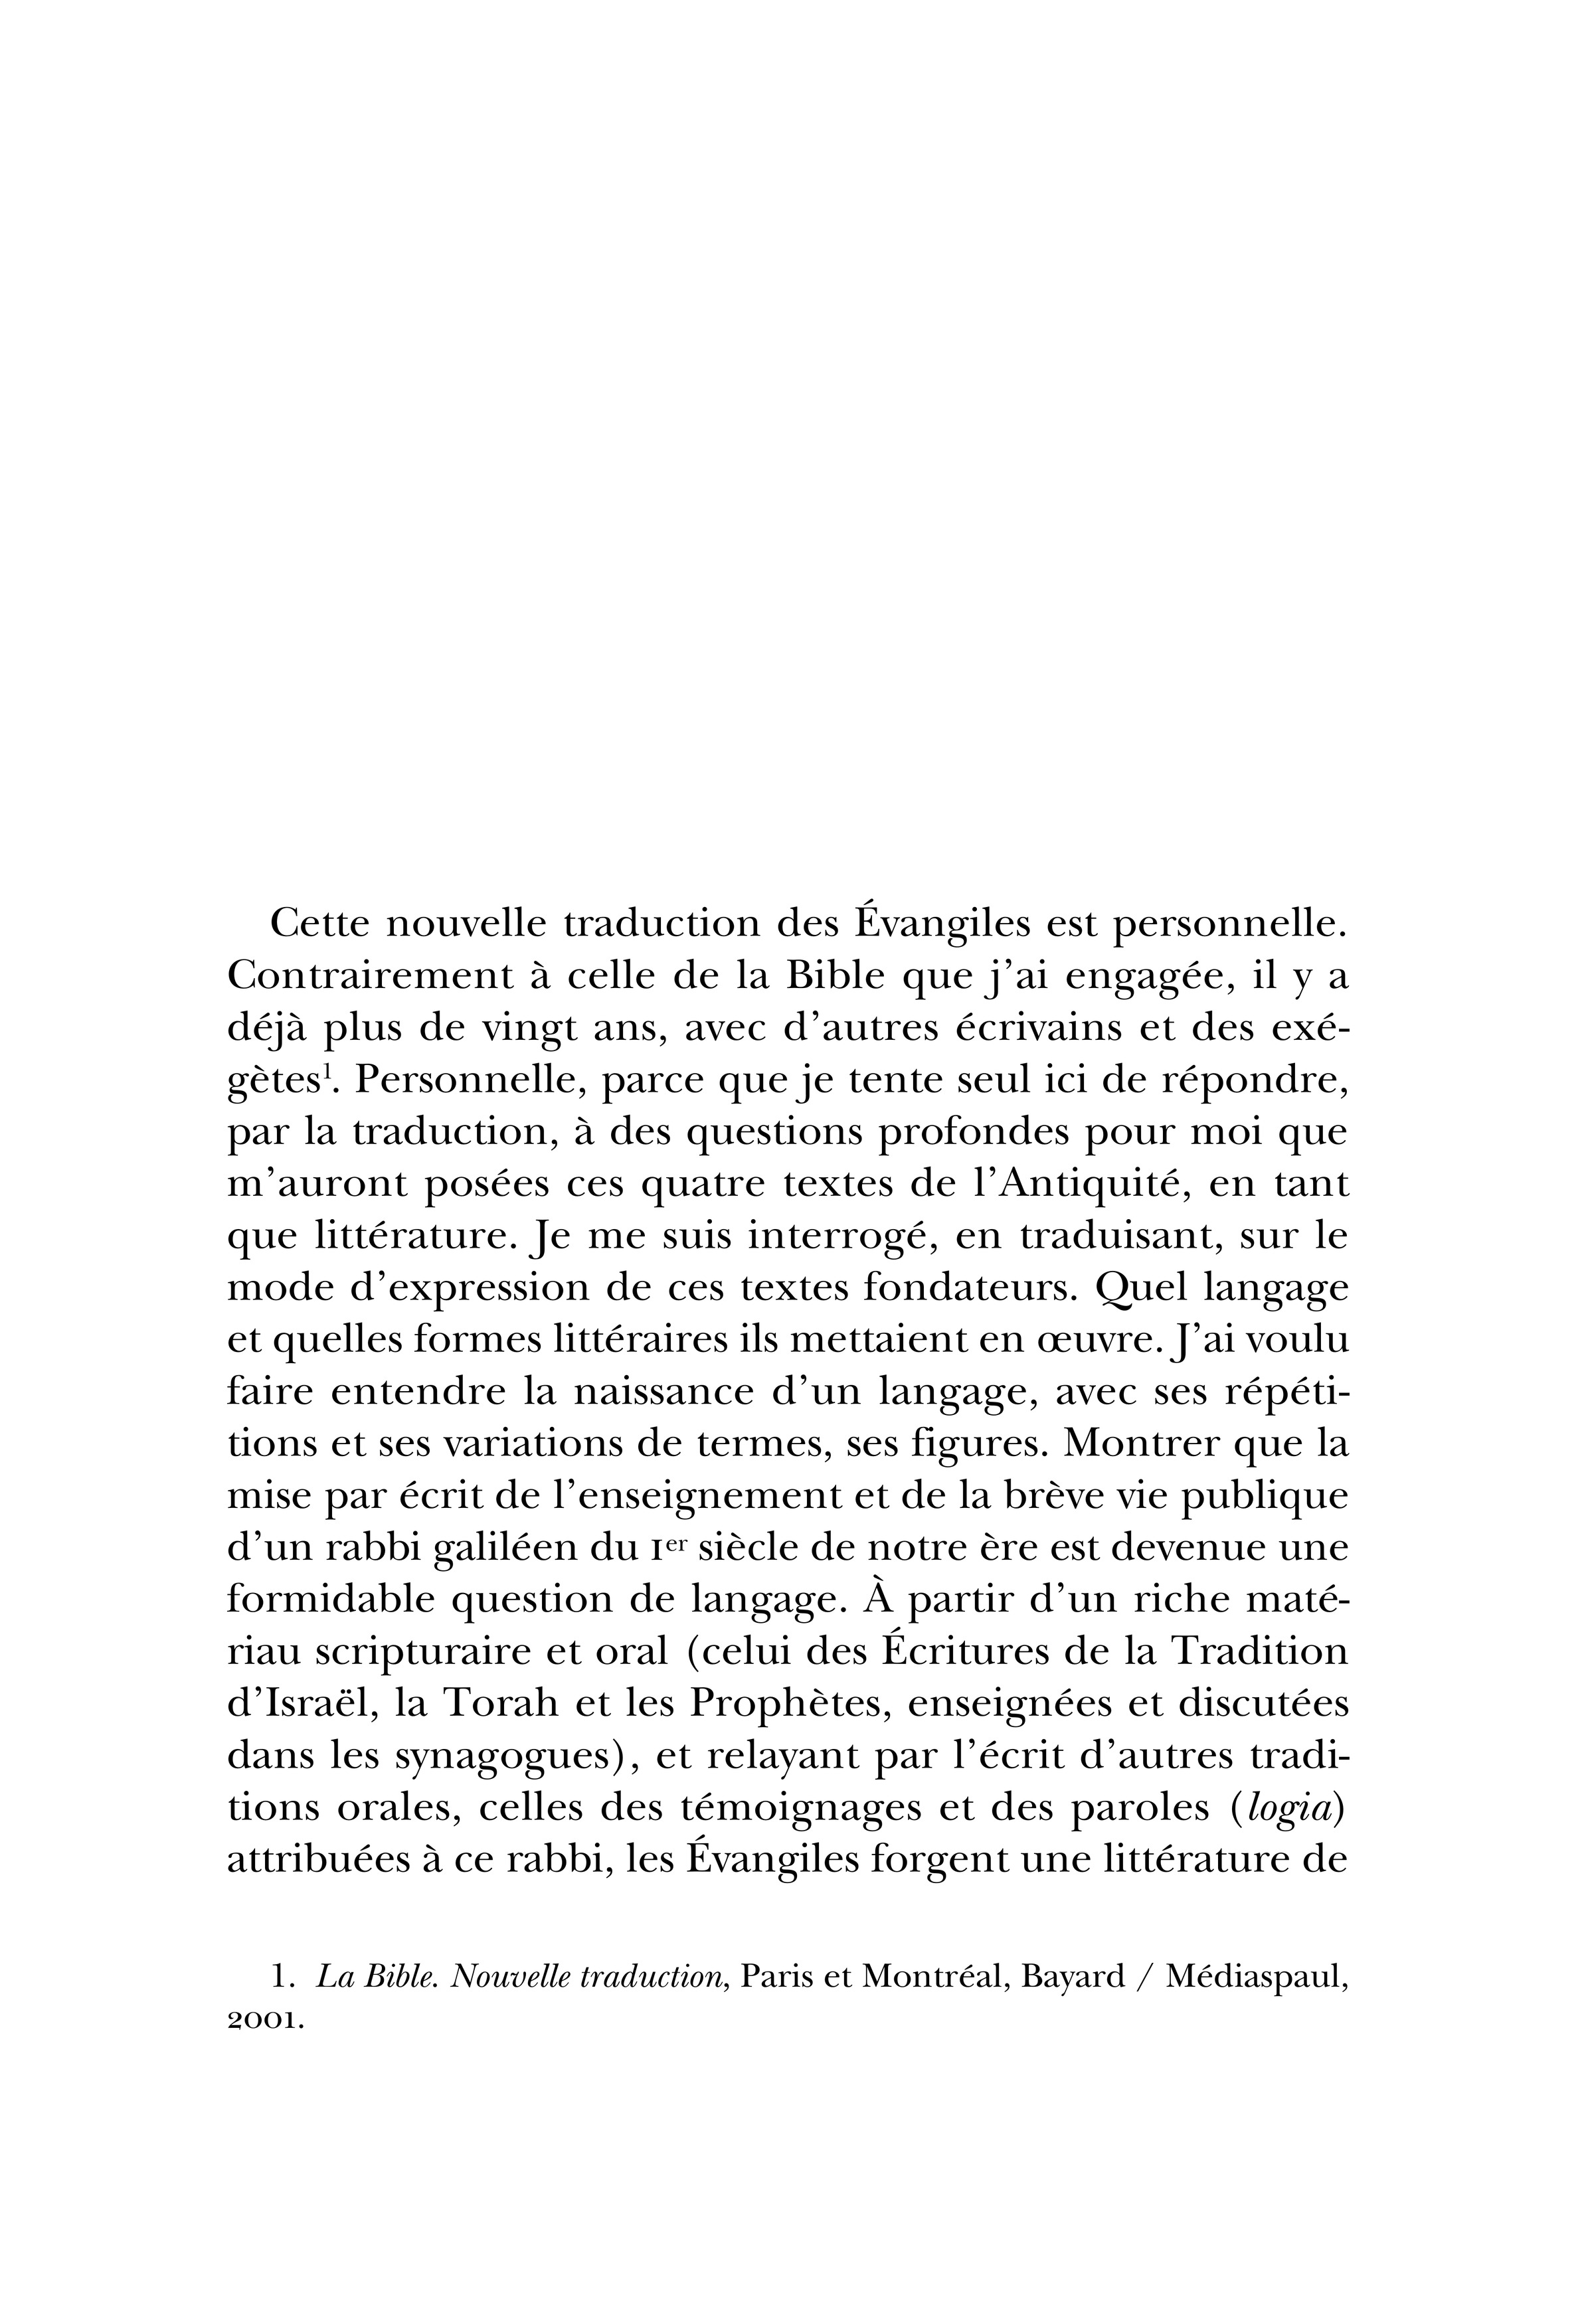 Cette nouvelle traduction des Évangiles est personnelle.
Contrairement à celle de la Bible que j’ai engagée, il y a
déjà plus de vingt ans, avec d’autres écrivains et des exé-
gètes¹. Personnelle, parce que je tente seul ici de répondre,
par la traduction, à des questions profondes pour moi que
m’auront posées ces quatre textes de l’Antiquité, en tant
que littérature. Je me suis interrogé, en traduisant, sur le
mode d’expression de ces textes fondateurs. Quel langage
et quelles formes littéraires ils mettaient en œuvre. J’ai voulu
faire entendre la naissance d’un langage, avec ses répéti-
tions et ses variations de termes, ses figures. Montrer que la
mise par écrit de l’enseignement et de la brève vie publique
d’un rabbi galiléen du Iᵉʳ siècle de notre ère est devenue une
formidable question de langage. À partir d’un riche maté-
riau scripturaire et oral (celui des Écritures de la Tradition
d’Israël, la Torah et les Prophètes, enseignées et discutées
dans les synagogues), et relayant par l’écrit d’autres tradi-
tions orales, celles des témoignages et des paroles (logia)
attribuées à ce rabbi, les Évangiles forgent une littérature de
1. La Bible. Nouvelle traduction, Paris et Montréal, Bayard / Médiaspaul,
2001.